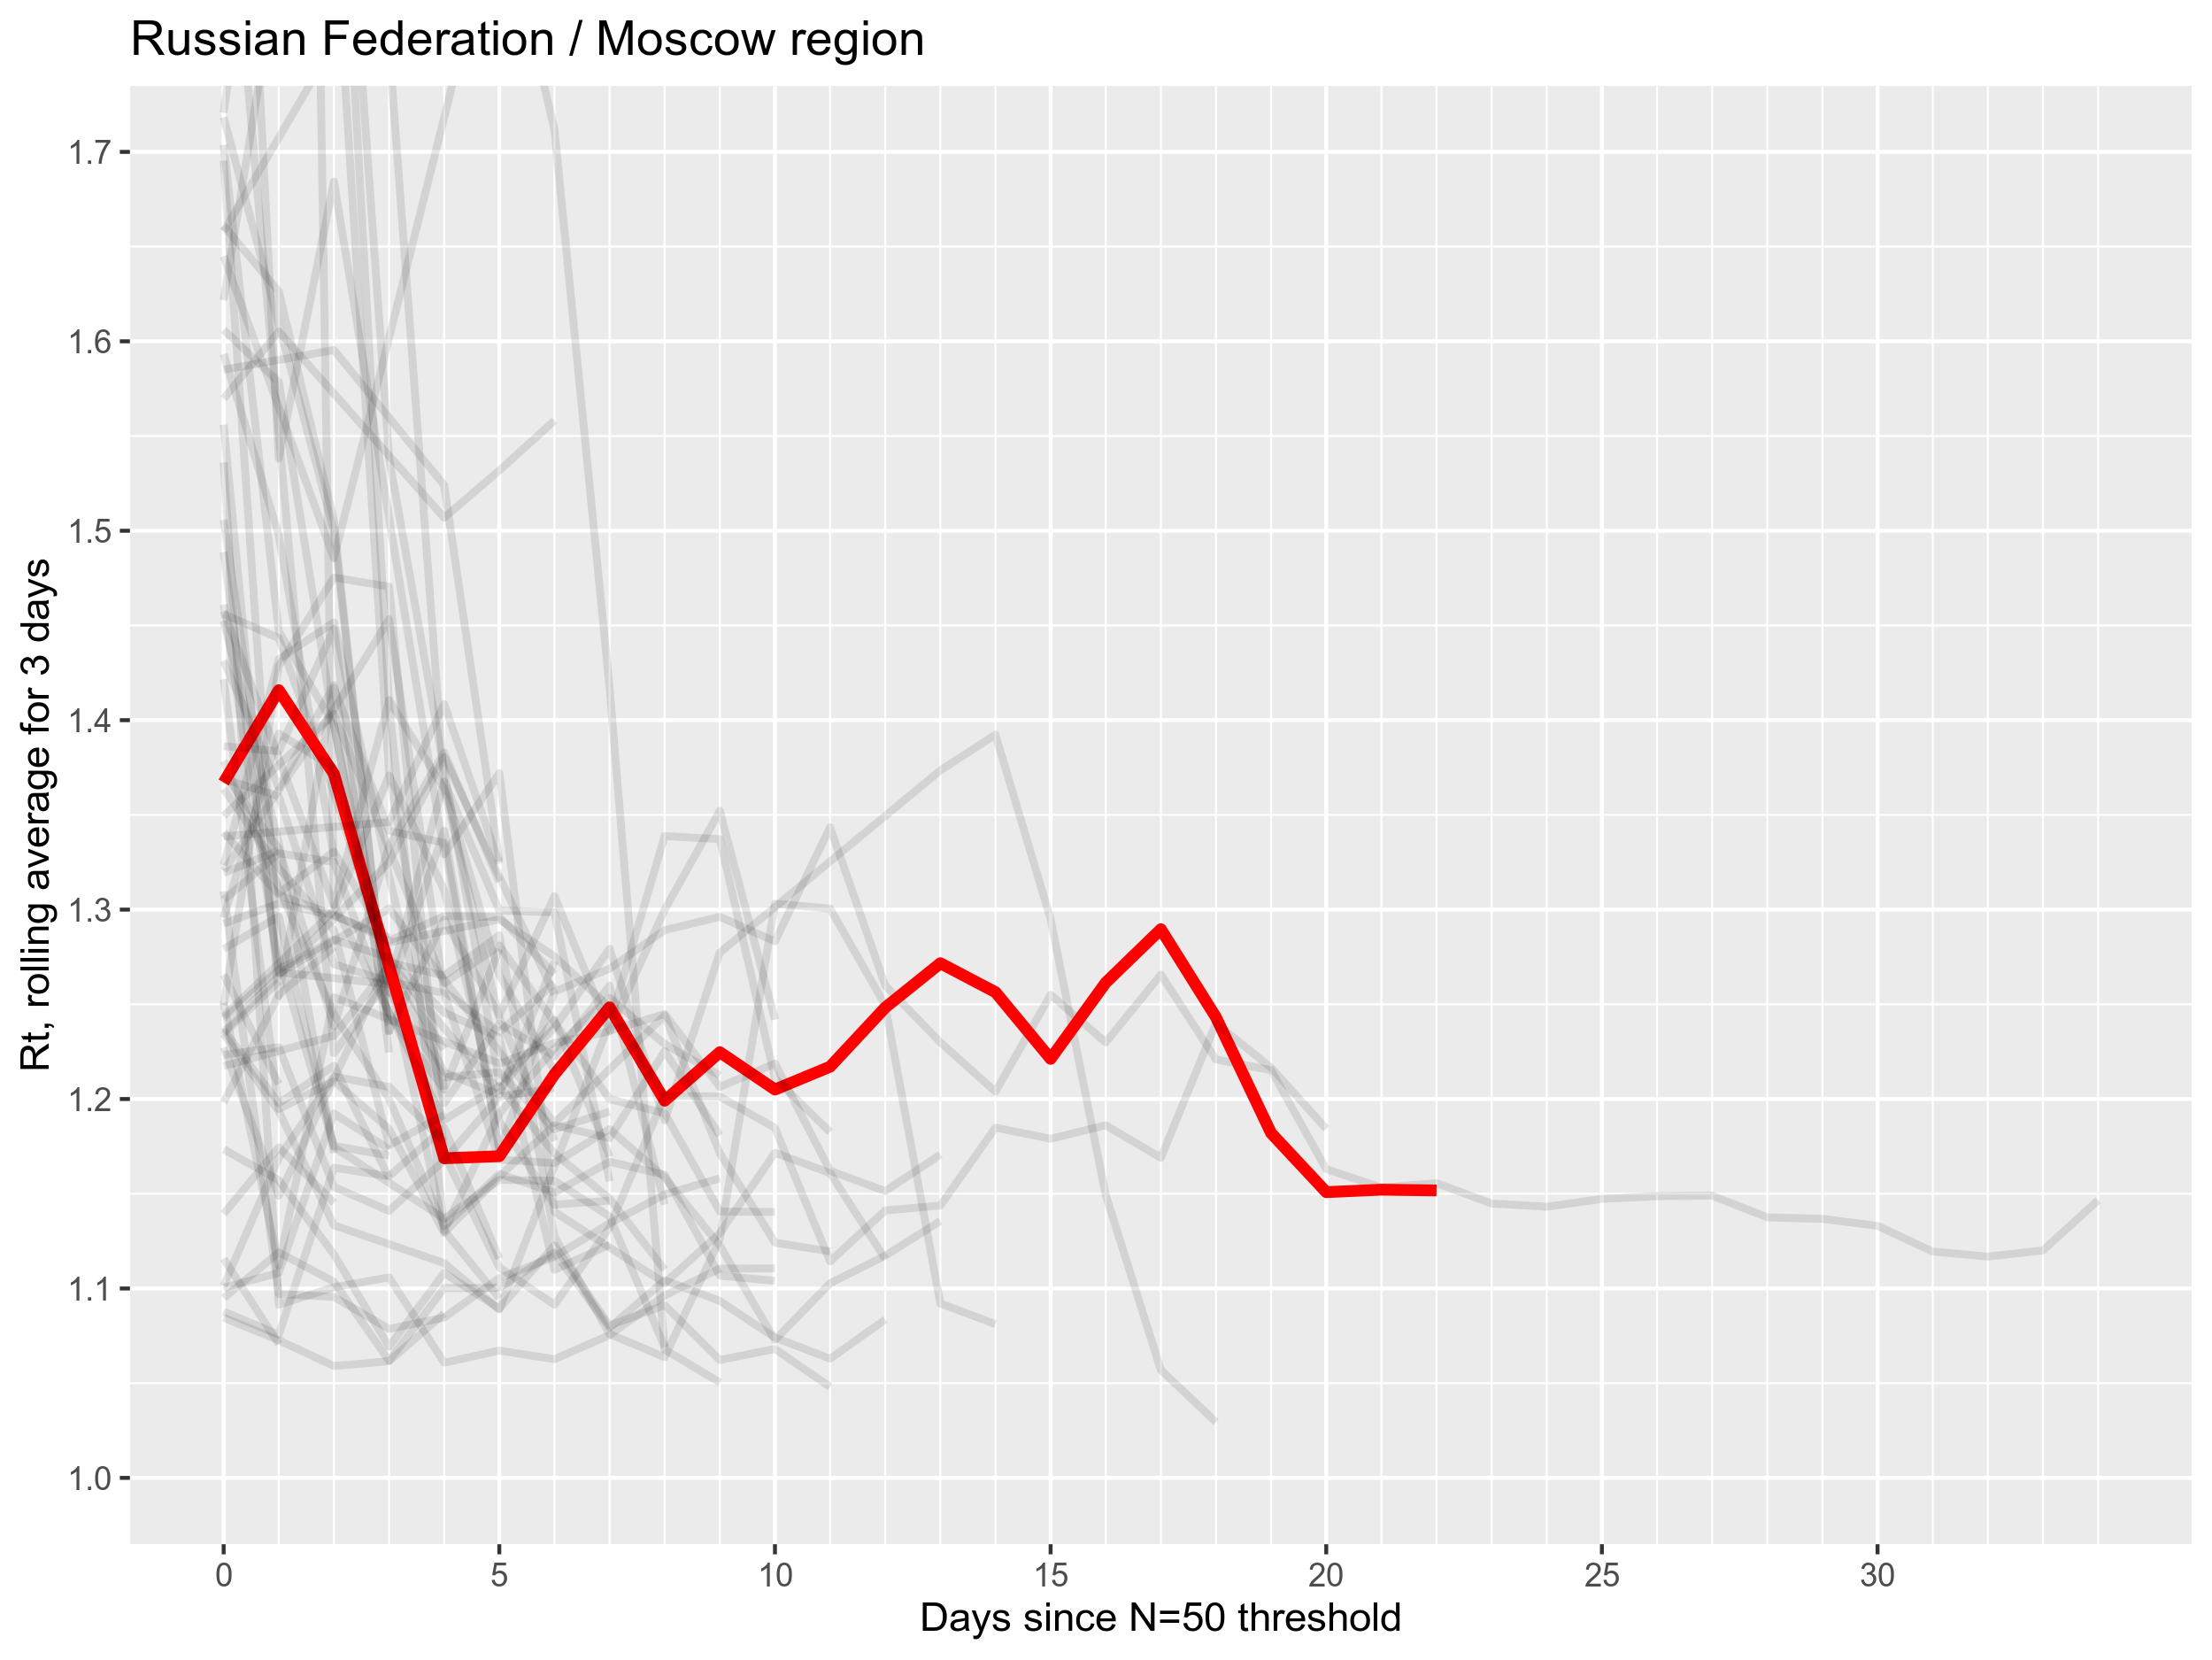 Russian Federation / Moscow region
Rt, rolling average for 3 days
1.7
1.6
1.5
1.4
1.3
1.2
1.1
1.0
0 5 10 15 20 25 30
Days since N=50 threshold